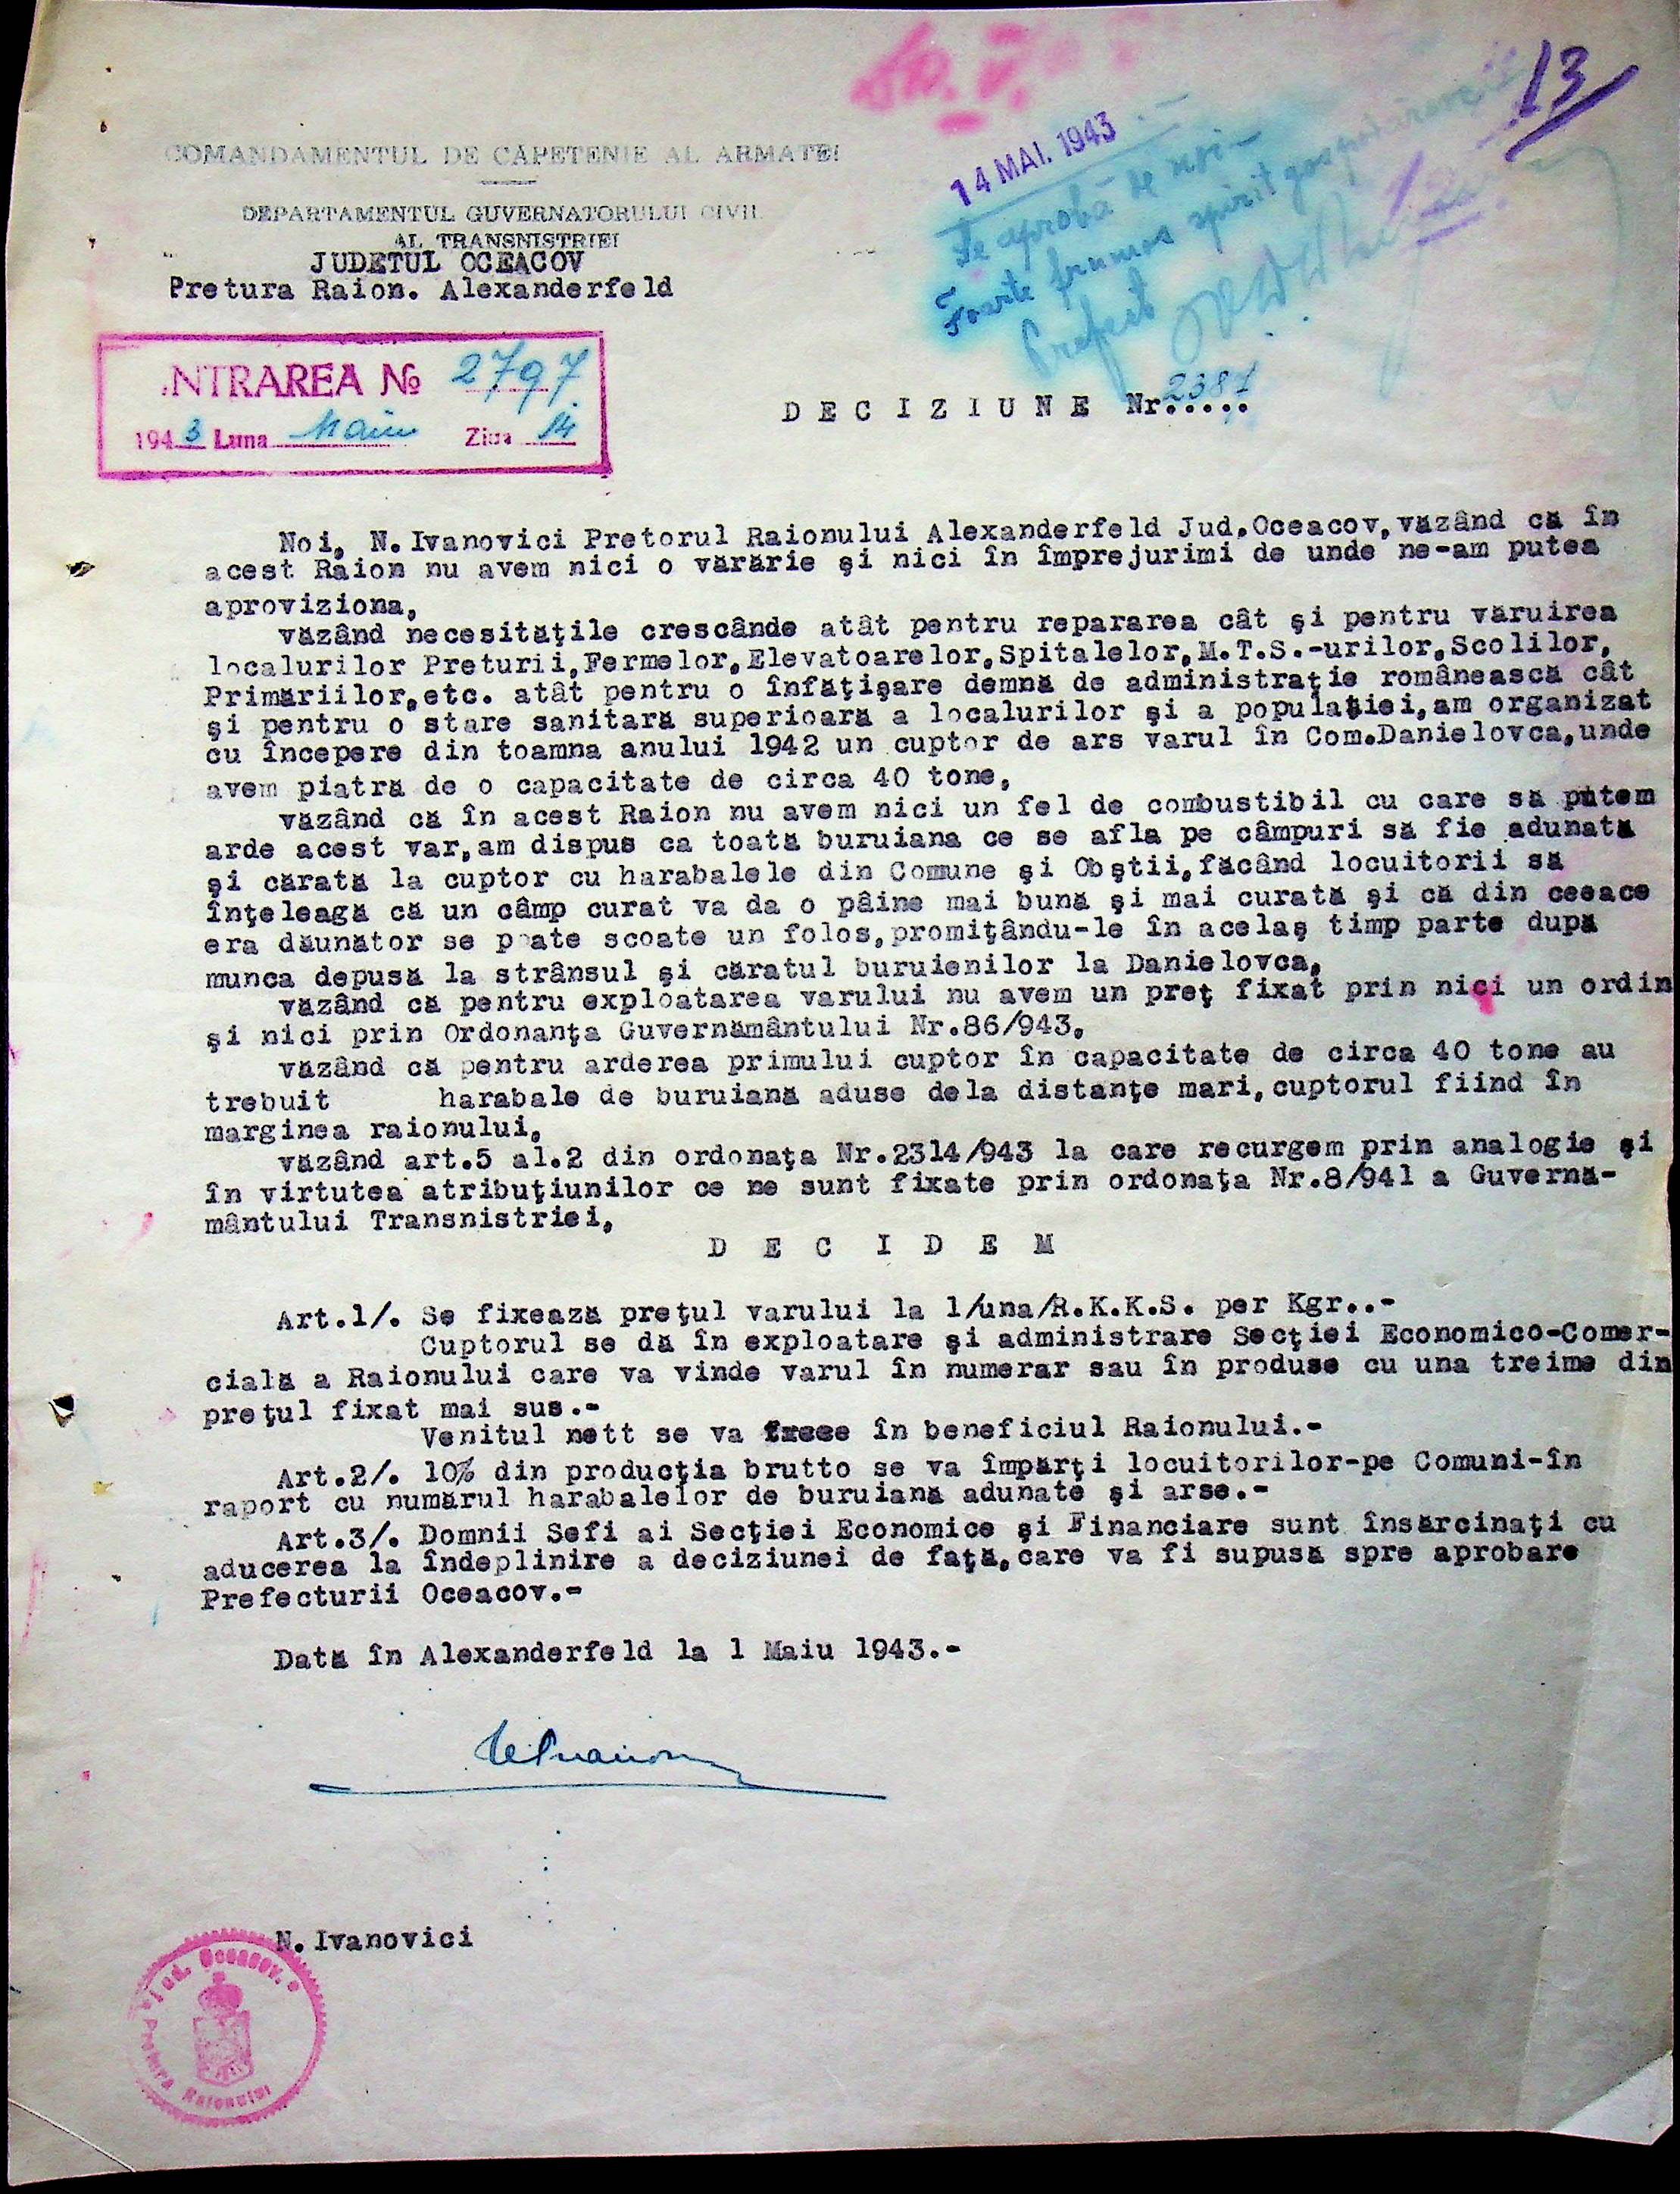 13
14 MAI. 1943
Se aprobă de noi-
Foarte frumos spirit gospodăresc
Prefect
COMANDAMENTUL DE CAPETENIE AL ARMATEI
DEPARTAMENTUL GUVERNATORULUI CIVIL
AL TRANSNISTRIEI
JUDETUL OCEACOV
Pretura Raion. Alexanderfeld
INTRAREA № 2797
1943 Luna Maiu Ziua 14
D E C I Z I U N E Nr.2381
Noi, N.Ivanovici Pretorul Raionului Alexanderfeld Jud.Oceacov,văzând că în
acest Raion nu avem nici o vărărie şi nici în împrejurimi de unde ne-am putea
aproviziona,
văzând necesităţile crescânde atât pentru repararea cât şi pentru văruirea
localurilor Preturii,Fermelor,Elevatoarelor,Spitalelor,M.T.S.-urilor,Scolilor,
Primăriilor,etc. atât pentru o înfăţişare demnă de administraţie românească cât
şi pentru o stare sanitară superioară a localurilor şi a populaţiei,am organizat
cu începere din toamna anului 1942 un cuptor de ars varul în Com.Danielovca,unde
avem piatră de o capacitate de circa 40 tone,
văzând că în acest Raion nu avem nici un fel de combustibil cu care să putem
arde acest var,am dispus ca toată buruiana ce se afla pe câmpuri să fie adunată
şi cărată la cuptor cu harabalele din Comune şi Obştii,făcând locuitorii să
înţeleagă că un câmp curat va da o pâine mai bună şi mai curată şi că din ceeace
era dăunător se poate scoate un folos,promiţându-le în acelaş timp parte după
munca depusă la strânsul şi căratul buruienilor la Danielovca,
văzând că pentru exploatarea varului nu avem un preţ fixat prin nici un ordin
şi nici prin Ordonanţa Guvernământului Nr.86/943,
văzând că pentru arderea primului cuptor în capacitate de circa 40 tone au
trebuit harabale de buruiană aduse dela distanţe mari,cuptorul fiind în
marginea raionului,
văzând art.5 al.2 din ordonaţa Nr.2314/943 la care recurgem prin analogie şi
în virtutea atribuţiunilor ce ne sunt fixate prin ordonaţa Nr.8/941 a Guvernă-
mântului Transnistriei,
D E C I D E M
Art.1/. Se fixează preţul varului la 1/una/R.K.K.S. per Kgr..-
Cuptorul se dă în exploatare şi administrare Secţiei Economico-Comer-
cială a Raionului care va vinde varul în numerar sau în produse cu una treime din
preţul fixat mai sus.-
Venitul nett se va trece în beneficiul Raionului.-
Art.2/. 10% din producţia brutto se va împărţi locuitorilor-pe Comuni-în
raport cu numărul harabalelor de buruiană adunate şi arse.-
Art.3/. Domnii Sefi ai Secţiei Economice şi Financiare sunt însărcinaţi cu
aducerea la îndeplinire a deciziunei de faţă,care va fi supusă spre aprobare
Prefecturii Oceacov.-
Dată în Alexanderfeld la 1 Maiu 1943.-
N.Ivanovici
Jud. Oceacov.
Pretura Raionului